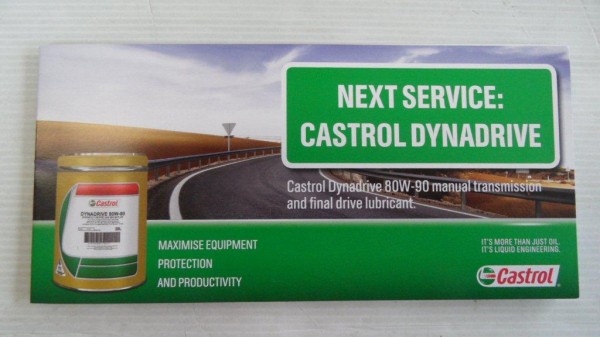 NEXT SERVICE:
CASTROL DYNADRIVE
Castrol Dynadrive 80W-90 manual transmission
and final drive lubricant.
Castrol
DYNADRIVE 80W-90
MAXIMISE EQUIPMENT
PROTECTION
AND PRODUCTIVITY
IT'S MORE THAN JUST OIL.
IT'S LIQUID ENGINEERING.
Castrol